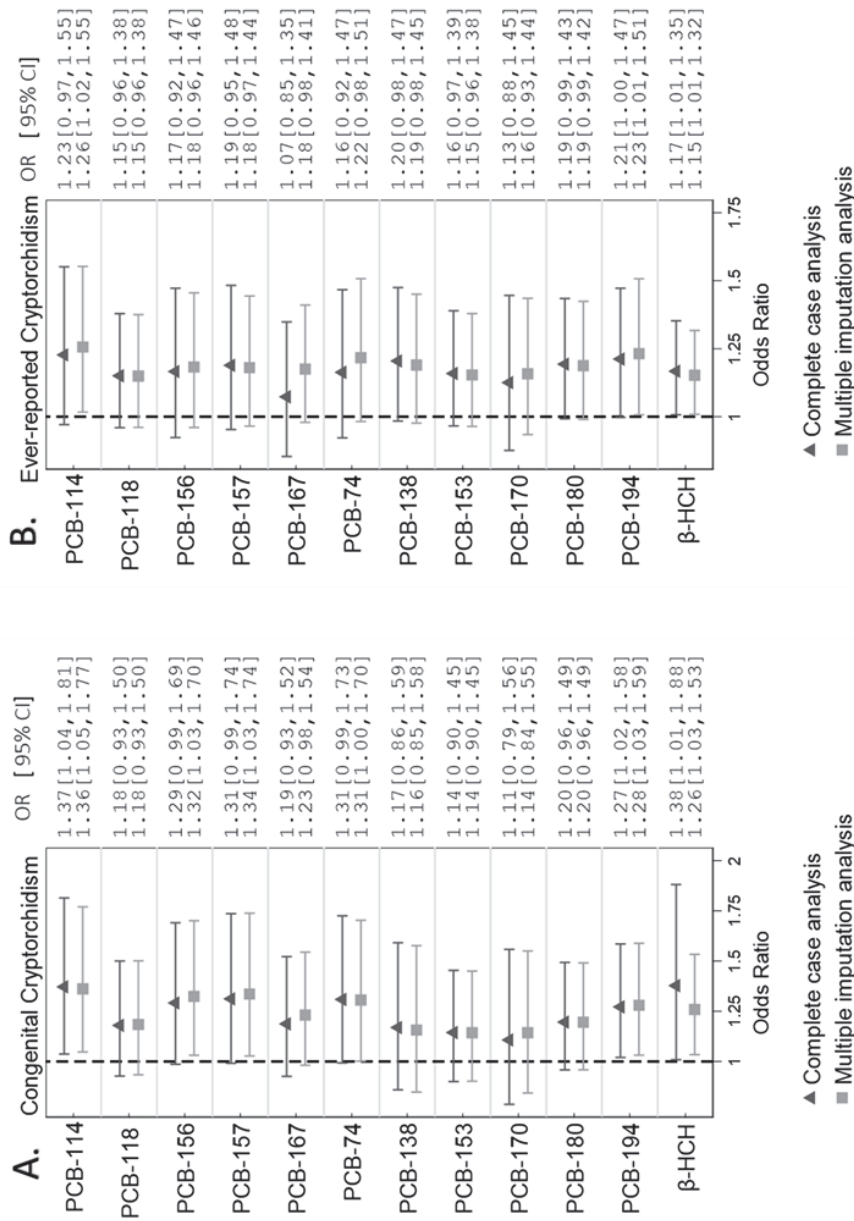 A.
Congenital Cryptorchidism
OR [95% CI]
PCB-114
1.37[1.04,1.81]
1.36[1.05,1.77]
PCB-118
1.18[0.93,1.50]
1.18[0.93,1.50]
PCB-156
1.29[0.99,1.69]
1.32[1.03,1.70]
PCB-157
1.31[0.99,1.74]
1.34[1.03,1.74]
PCB-167
1.19[0.93,1.52]
1.23[0.98,1.54]
PCB-74
1.31[0.99,1.73]
1.31[1.00,1.70]
PCB-138
1.17[0.86,1.59]
1.16[0.85,1.58]
PCB-153
1.14[0.90,1.45]
1.14[0.90,1.45]
PCB-170
1.11[0.79,1.56]
1.14[0.84,1.55]
PCB-180
1.20[0.96,1.49]
1.20[0.96,1.49]
PCB-194
1.27[1.02,1.58]
1.28[1.03,1.59]
β-HCH
1.38[1.01,1.88]
1.26[1.03,1.53]
1 1.25 1.5 1.75 2
Odds Ratio
Complete case analysis
Multiple imputation analysis
B.
Ever-reported Cryptorchidism
OR [95% CI]
PCB-114
1.23[0.97,1.55]
1.26[1.02,1.55]
PCB-118
1.15[0.96,1.38]
1.15[0.96,1.38]
PCB-156
1.17[0.92,1.47]
1.18[0.96,1.46]
PCB-157
1.19[0.95,1.48]
1.18[0.97,1.44]
PCB-167
1.07[0.85,1.35]
1.18[0.98,1.41]
PCB-74
1.16[0.92,1.47]
1.22[0.98,1.51]
PCB-138
1.20[0.98,1.47]
1.19[0.98,1.45]
PCB-153
1.16[0.97,1.39]
1.15[0.96,1.38]
PCB-170
1.13[0.88,1.45]
1.16[0.93,1.44]
PCB-180
1.19[0.99,1.43]
1.19[0.99,1.42]
PCB-194
1.21[1.00,1.47]
1.23[1.01,1.51]
β-HCH
1.17[1.01,1.35]
1.15[1.01,1.32]
1 1.25 1.5 1.75
Odds Ratio
Complete case analysis
Multiple imputation analysis